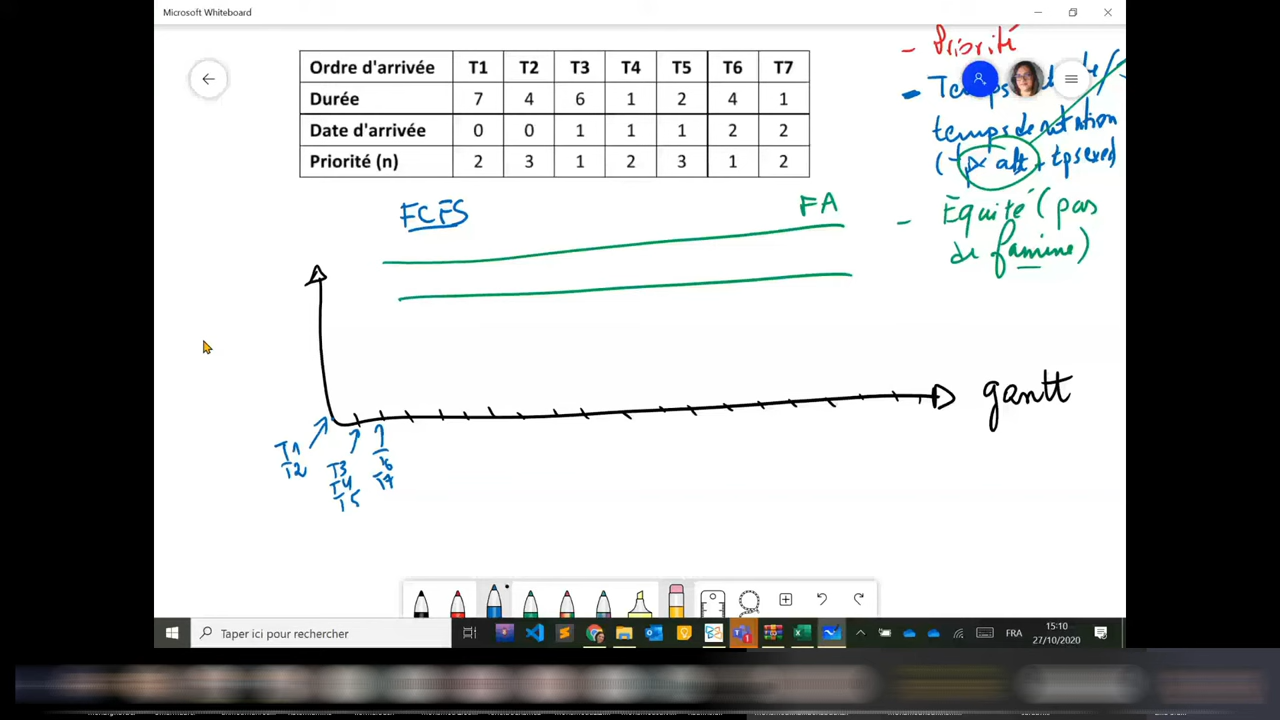 Microsoft Whiteboard
Ordre d'arrivée T1 T2 T3 T4 T5 T6 T7
Durée 7 4 6 1 2 4 1
Date d'arrivée 0 0 1 1 1 2 2
Priorité (n) 2 3 1 2 3 1 2
- Priorité
temps de rotation
- Equité (pas
de famine)
FCFS
FA
gantt
T1
T2
T3
T4
T5
T6
T7
Taper ici pour rechercher
FRA
15:10
27/10/2020